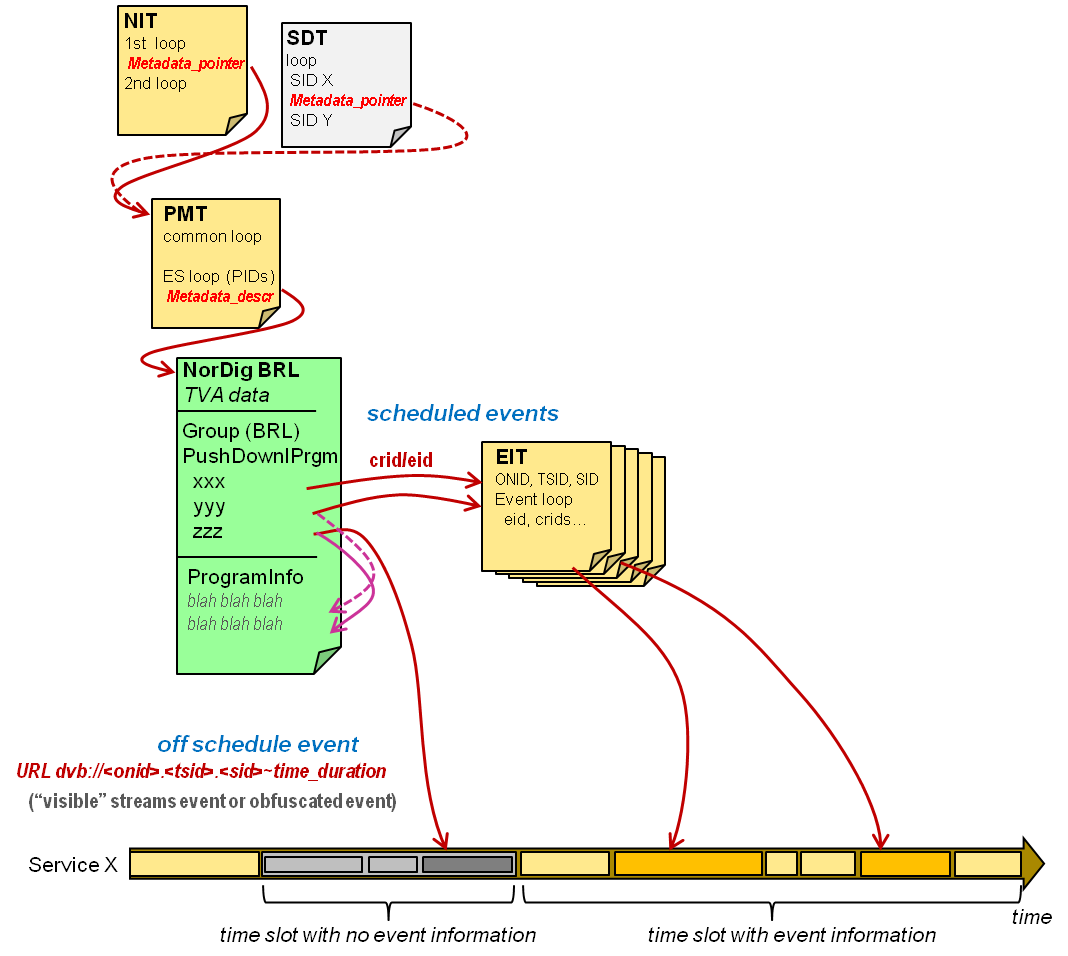 NIT
1st loop
Metadata_pointer
2nd loop
SDT
loop
SID X
Metadata_pointer
SID Y
PMT
common loop
ES loop (PIDs)
Metadata_descr
NorDig BRL
TVA data
Group (BRL)
PushDownlPrgm
xxx
yyy
zzz
ProgramInfo
blah blah blah
blah blah blah
scheduled events
crid/eid
EIT
ONID, TSID, SID
Event loop
eid, crids...
off schedule event
URL dvb://<onid>.<tsid>.<sid>~time_duration
(“visible” streams event or obfuscated event)
Service X
time
time slot with no event information
time slot with event information